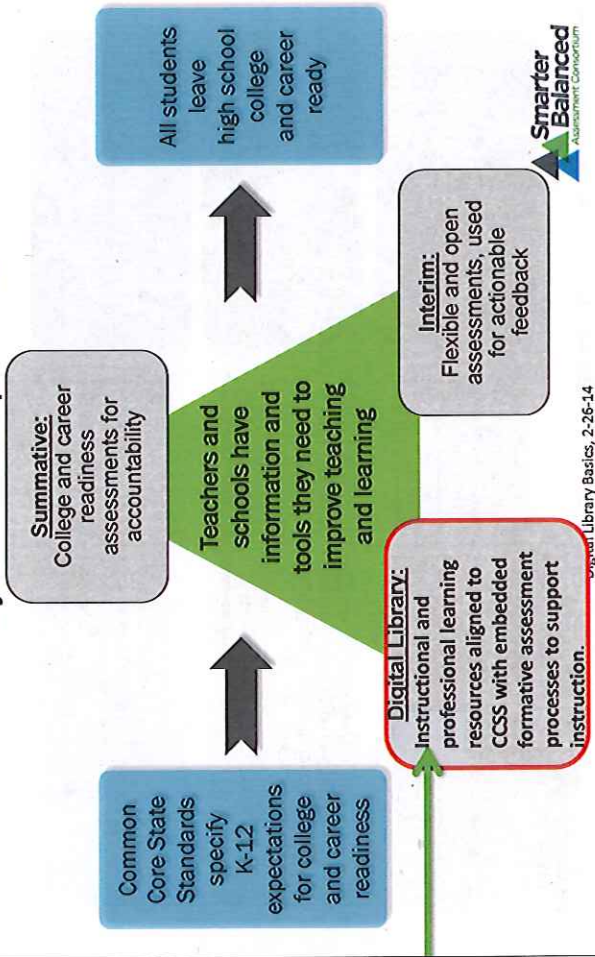 Common
Core State
Standards
specify
K-12
expectations
for college
and career
readiness
Summative:
College and career
readiness
assessments for
accountability
Teachers and
schools have
information and
tools they need to
improve teaching
and learning
All students
leave
high school
college
and career
ready
Digital Library:
Instructional and
professional learning
resources aligned to
CCSS with embedded
formative assessment
processes to support
instruction.
Interim:
Flexible and open
assessments, used
for actionable
feedback
Digital Library Basics, 2-26-14
Smarter
Balanced
Assessment Consortium